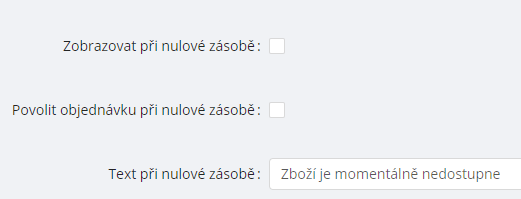 Zobrazovat při nulové zásobě :
Povolit objednávku při nulové zásobě :
Text při nulové zásobě : Zboží je momentálně nedostupne